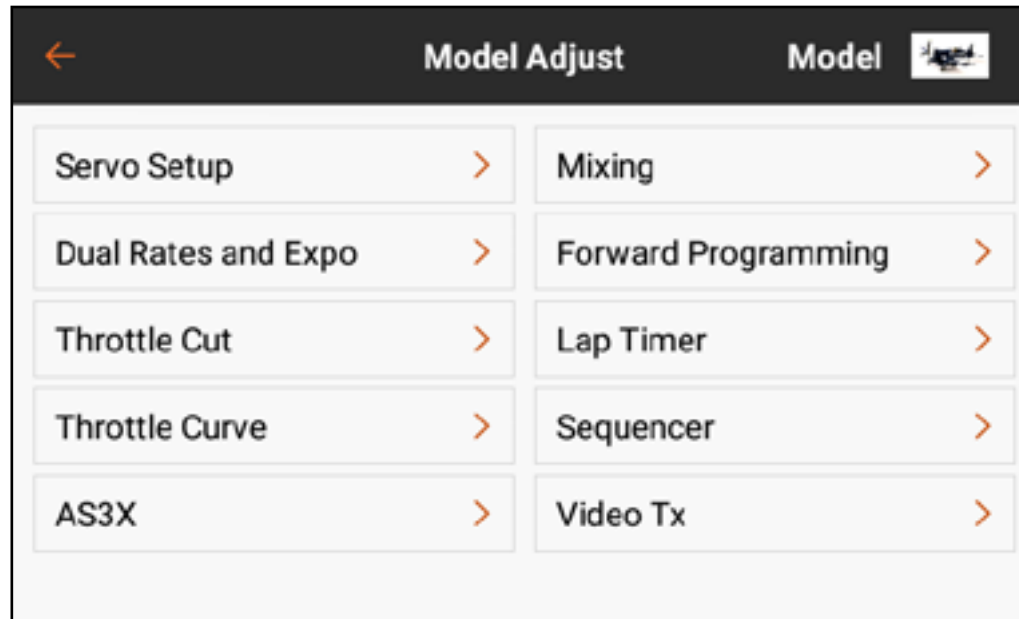 Model Adjust Model
Servo Setup
Mixing
Dual Rates and Expo
Forward Programming
Throttle Cut
Lap Timer
Throttle Curve
Sequencer
AS3X
Video Tx